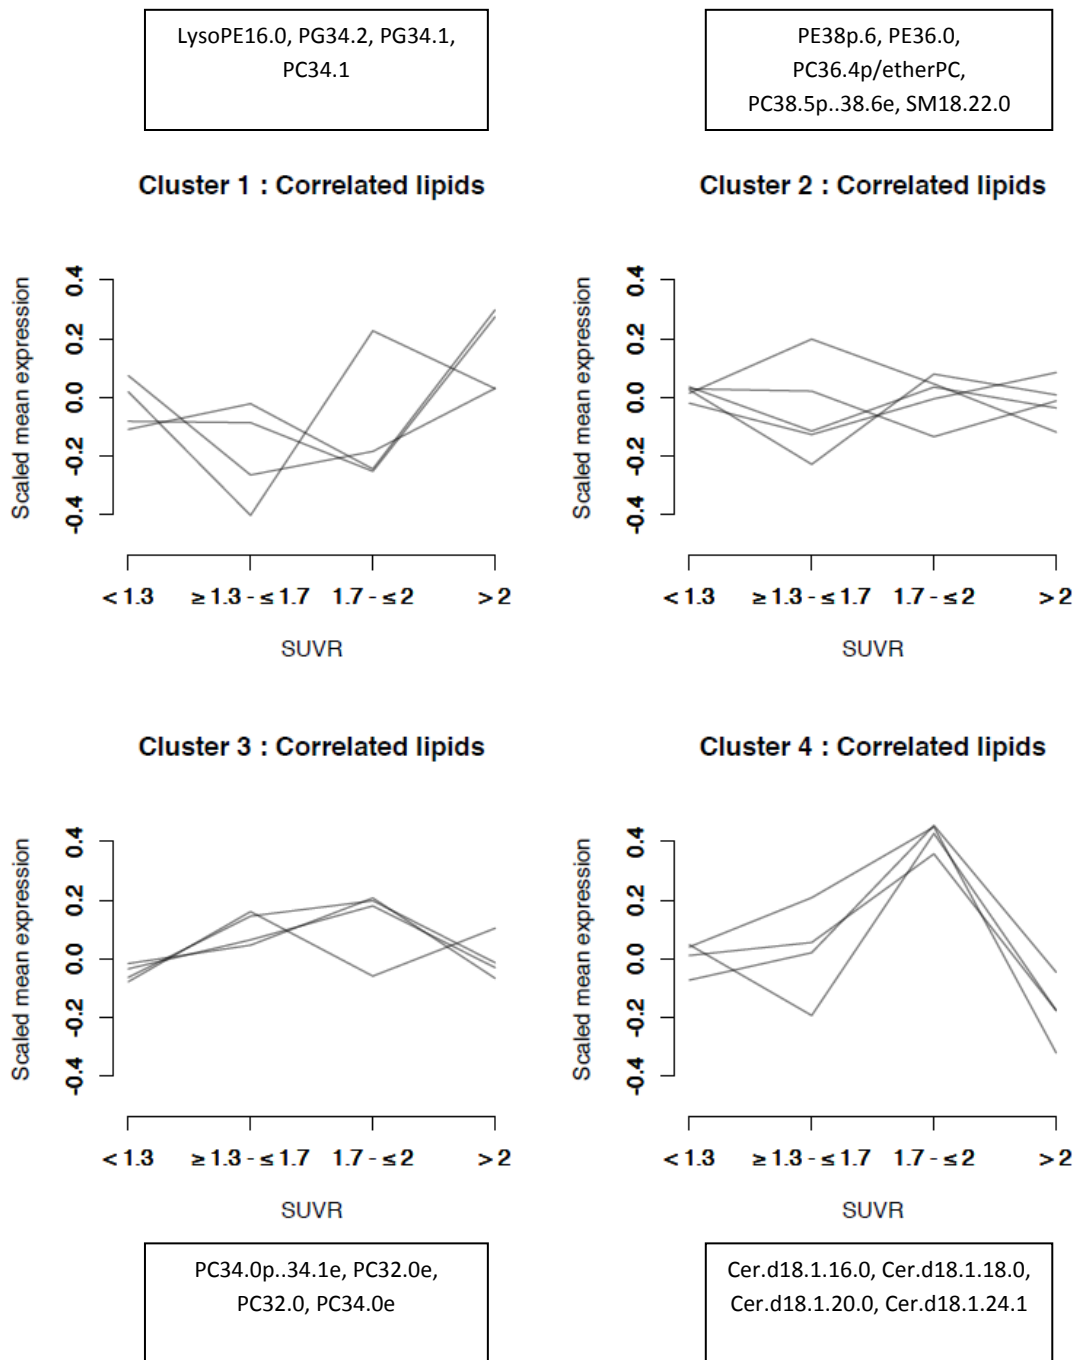 LysoPE16.0, PG34.2, PG34.1,
PC34.1
PE38p.6, PE36.0,
PC36.4p/etherPC,
PC38.5p..38.6e, SM18.22.0
Cluster 1 : Correlated lipids
Scaled mean expression
0.4
0.2
0.0
-0.2
-0.4
< 1.3
≥ 1.3 - ≤ 1.7
1.7 - ≤ 2
> 2
SUVR
Cluster 2 : Correlated lipids
Scaled mean expression
0.4
0.2
0.0
-0.2
-0.4
< 1.3
≥ 1.3 - ≤ 1.7
1.7 - ≤ 2
> 2
SUVR
Cluster 3 : Correlated lipids
Scaled mean expression
0.4
0.2
0.0
-0.2
-0.4
< 1.3
≥ 1.3 - ≤ 1.7
1.7 - ≤ 2
> 2
SUVR
Cluster 4 : Correlated lipids
Scaled mean expression
0.4
0.2
0.0
-0.2
-0.4
< 1.3
≥ 1.3 - ≤ 1.7
1.7 - ≤ 2
> 2
SUVR
PC34.0p..34.1e, PC32.0e,
PC32.0, PC34.0e
Cer.d18.1.16.0, Cer.d18.1.18.0,
Cer.d18.1.20.0, Cer.d18.1.24.1